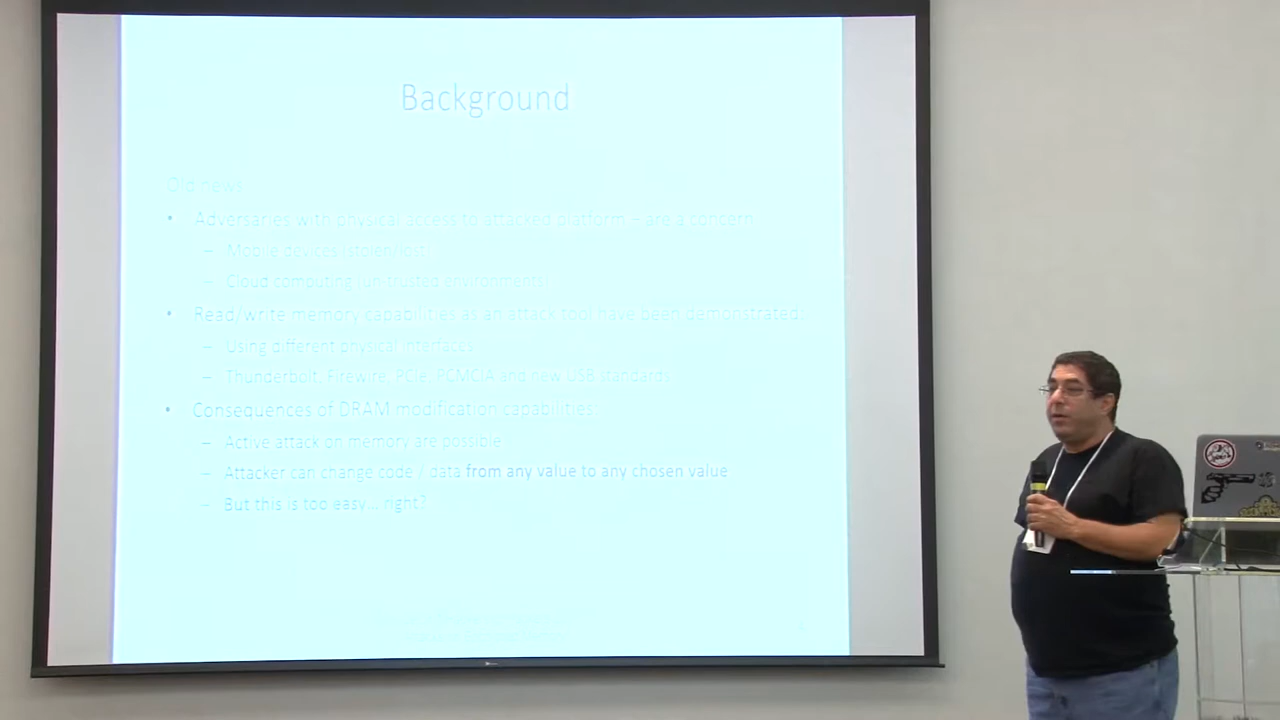 Background
Old news
• Adversaries with physical access to attacked platform – are a concern
– Mobile devices (stolen/lost)
– Cloud computing (un-trusted environments)
• Read/write memory capabilities as an attack tool have been demonstrated:
– Using different physical interfaces
– Thunderbolt, Firewire, PCIe, PCMCIA and new USB standards
• Consequences of DRAM modification capabilities:
– Active attack on memory are possible
– Attacker can change code / data from any value to any chosen value
– But this is too easy... right?